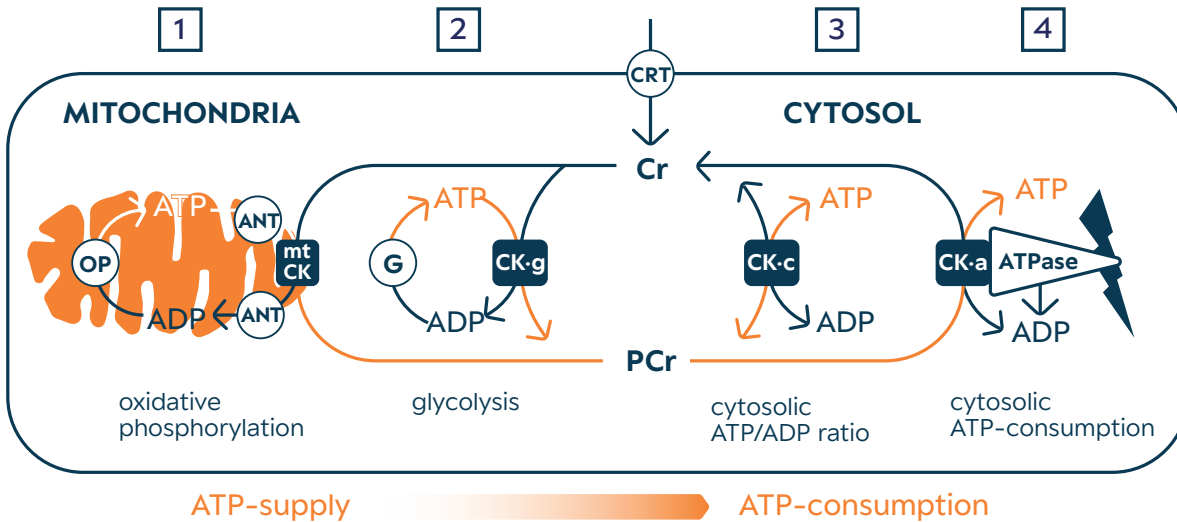 1
2
3
4
CRT
MITOCHONDRIA
CYTOSOL
Cr
ATP
ANT
ATP
ATP
ATP
OP
mt
CK
G
CK·g
CK·c
CK·a
ATPase
ADP
ANT
ADP
ADP
ADP
PCr
oxidative
phosphorylation
glycolysis
cytosolic
ATP/ADP ratio
cytosolic
ATP-consumption
ATP-supply
ATP-consumption